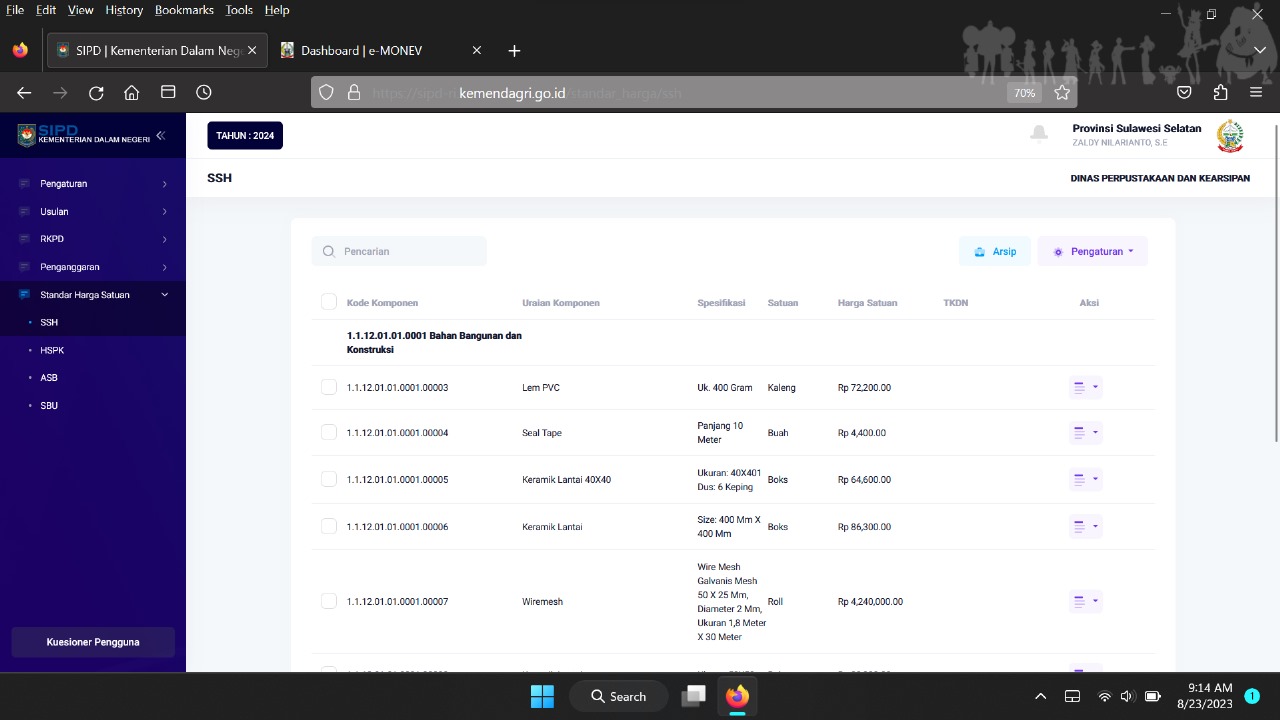 File Edit View History Bookmarks Tools Help
SIPD | Kementerian Dalam Neg
Dashboard | e-MONEV
https://sipd- kemendagri.go.id/standar_harga/ssh
70%
SIPD
KEMENTERIAN DALAM NEGERI
TAHUN : 2024
Provinsi Sulawesi Selatan
ZALDY NILARIANTO, S.E
SSH
DINAS PERPUSTAKAAN DAN KEARSIPAN
Pengaturan
Usulan
RKPD
Penganggaran
Standar Harga Satuan
SSH
HSPK
ASB
SBU
Kuesioner Pengguna
Pencarian
Arsip
Pengaturan
Kode Komponen Uraian Komponen Spesifikasi Satuan Harga Satuan TKDN Aksi
1.1.12.01.01.0001 Bahan Bangunan dan
Konstruksi
1.1.12.01.01.0001.00003 Lem PVC Uk. 400 Gram Kaleng Rp 72,200.00
1.1.12.01.01.0001.00004 Seal Tape Panjang 10
Meter Buah Rp 4,400.00
1.1.12.01.01.0001.00005 Keramik Lantai 40X40 Ukuran: 40X401
Dus: 6 Keping Boks Rp 64,600.00
1.1.12.01.01.0001.00006 Keramik Lantai Size: 400 Mm X
400 Mm Boks Rp 86,300.00
1.1.12.01.01.0001.00007 Wiremesh Wire Mesh
Galvanis Mesh
50 X 25 Mm,
Diameter 2 Mm,
Ukuran 1,8 Meter
X 30 Meter Roll Rp 4,240,000.00
Search
9:14 AM
8/23/2023
1